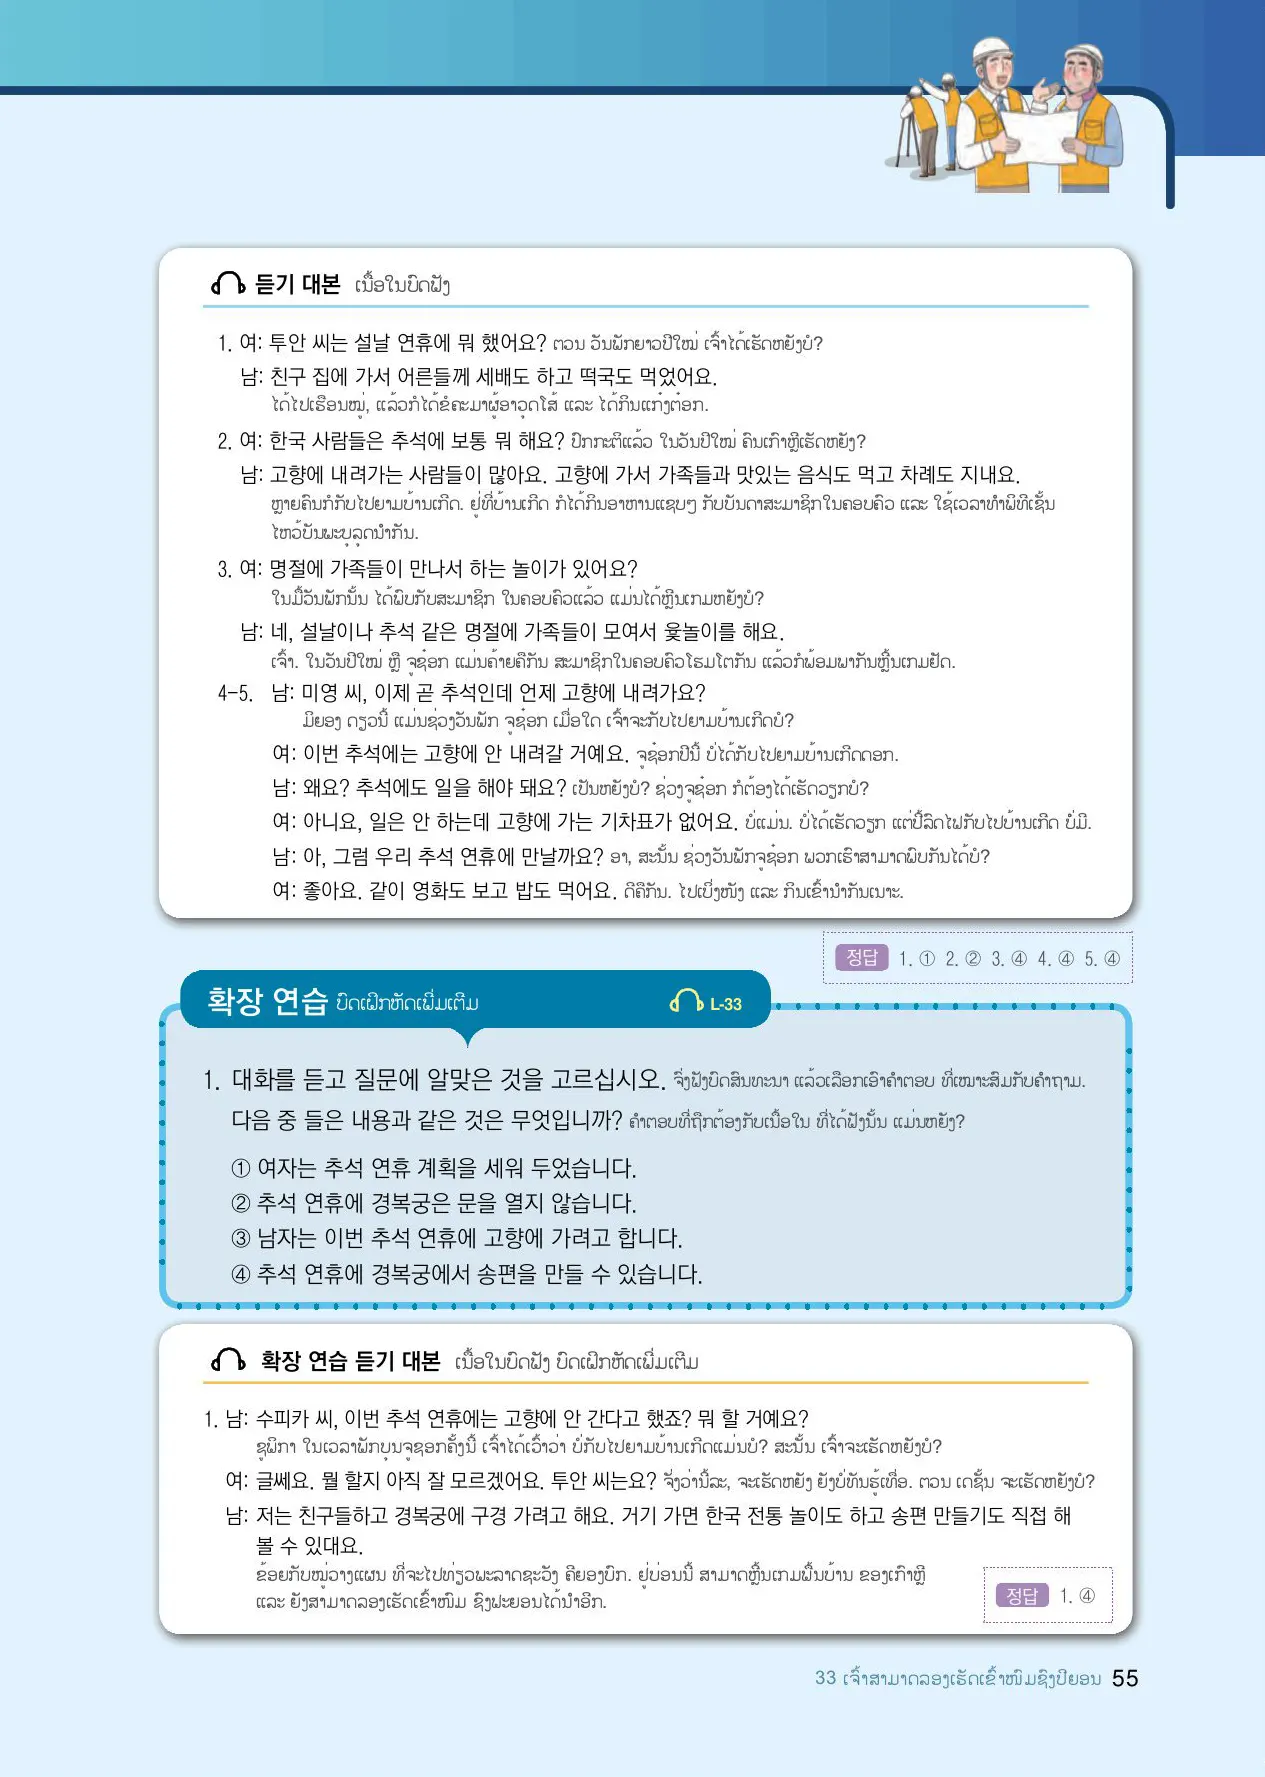 듣기 대본 ເນື້ອໃນບົດຟັງ
1. 여: 투안 씨는 설날 연휴에 뭐 했어요? ຕວນ ວັນພັກຍາວປີໃໝ່ ເຈົ້າໄດ້ເຮັດຫຍັງບໍ?
남: 친구 집에 가서 어른들께 세배도 하고 떡국도 먹었어요.
ໄດ້ໄປເຮືອນໝູ່, ແລ້ວກໍໄດ້ຂໍຄະມາຜູ້ອາວຸດໂສ້ ແລະ ໄດ້ກິນແກ໋ງຕ໋ອກ.
2. 여: 한국 사람들은 추석에 보통 뭐 해요? ປົກກະຕິແລ້ວ ໃນວັນປີໃໝ່ ຄົນເກົາຫຼີເຮັດຫຍັງ?
남: 고향에 내려가는 사람들이 많아요. 고향에 가서 가족들과 맛있는 음식도 먹고 차례도 지내요.
ຫຼາຍຄົນກໍກັບໄປຍາມບ້ານເກີດ. ຢູ່ທີ່ບ້ານເກີດ ກໍໄດ້ກິນອາຫານແຊບໆ ກັບບັນດາສະມາຊິກໃນຄອບຄົວ ແລະ ໃຊ້ເວລາທຳພິທີເຊັ້ນ
ໄຫວ້ບັນພະບຸລຸດນຳກັນ.
3. 여: 명절에 가족들이 만나서 하는 놀이가 있어요?
ໃນມື້ວັນພັກນັ້ນ ໄດ້ພົບກັບສະມາຊິກ ໃນຄອບຄົວແລ້ວ ແມ່ນໄດ້ຫຼິນເກມຫຍັງບໍ?
남: 네, 설날이나 추석 같은 명절에 가족들이 모여서 윷놀이를 해요.
ເຈົ້າ. ໃນວັນປີໃໝ່ ຫຼື ຈູຊ໋ອກ ແມ່ນຄ້າຍຄືກັນ ສະມາຊິກໃນຄອບຄົວໂຮມໂຕກັນ ແລ້ວກໍພ້ອມພາກັນຫຼິ້ນເກມຢັດ.
4-5. 남: 미영 씨, 이제 곧 추석인데 언제 고향에 내려가요?
ມິຍອງ ດຽວນີ້ ແມ່ນຊ່ວງວັນພັກ ຈູຊ໋ອກ ເມື່ອໃດ ເຈົ້າຈະກັບໄປຍາມບ້ານເກີດບໍ?
여: 이번 추석에는 고향에 안 내려갈 거예요. ຈູຊ໋ອກປີນີ້ ບໍ່ໄດ້ກັບໄປຍາມບ້ານເກີດດອກ.
남: 왜요? 추석에도 일을 해야 돼요? ເປັນຫຍັງບໍ? ຊ່ວງຈູຊ໋ອກ ກໍຕ້ອງໄດ້ເຮັດວຽກບໍ?
여: 아니요, 일은 안 하는데 고향에 가는 기차표가 없어요. ບໍ່ແມ່ນ. ບໍ່ໄດ້ເຮັດວຽກ ແຕ່ປີ້ລົດໄຟກັບໄປບ້ານເກີດ ບໍ່ມີ.
남: 아, 그럼 우리 추석 연휴에 만날까요? ອາ, ສະນັ້ນ ຊ່ວງວັນພັກຈູຊ໋ອກ ພວກເຮົາສາມາດພົບກັນໄດ້ບໍ?
여: 좋아요. 같이 영화도 보고 밥도 먹어요. ດີຄືກັນ. ໄປເບິ່ງໜັງ ແລະ ກິນເຂົ້ານຳກັນເນາະ.
정답 1. ① 2. ② 3. ④ 4. ④ 5. ④
확장 연습 ບົດເຝິກຫັດເພີ່ມເຕີມ L-33
1. 대화를 듣고 질문에 알맞은 것을 고르십시오. ຈົ່ງຟັງບົດສົນທະນາ ແລ້ວເລືອກເອົາຄຳຕອບ ທີ່ເໝາະສົມກັບຄຳຖາມ.
다음 중 들은 내용과 같은 것은 무엇입니까? ຄຳຕອບທີ່ຖືກຕ້ອງກັບເນື້ອໃນ ທີ່ໄດ້ຟັງນັ້ນ ແມ່ນຫຍັງ?
① 여자는 추석 연휴 계획을 세워 두었습니다.
② 추석 연휴에 경복궁은 문을 열지 않습니다.
③ 남자는 이번 추석 연휴에 고향에 가려고 합니다.
④ 추석 연휴에 경복궁에서 송편을 만들 수 있습니다.
확장 연습 듣기 대본 ເນື້ອໃນບົດຟັງ ບົດເຝິກຫັດເພີ່ມເຕີມ
1. 남: 수피카 씨, 이번 추석 연휴에는 고향에 안 간다고 했죠? 뭐 할 거예요?
ຊູພິກາ ໃນເວລາພັກບຸນຈູຊອກຄັ້ງນີ້ ເຈົ້າໄດ້ເວົ້າວ່າ ບໍ່ກັບໄປຍາມບ້ານເກີດແມ່ນບໍ? ສະນັ້ນ ເຈົ້າຈະເຮັດຫຍັງບໍ?
여: 글쎄요. 뭘 할지 아직 잘 모르겠어요. 투안 씨는요? ຈັ່ງວ່ານີ້ລະ, ຈະເຮັດຫຍັງ ຍັງບໍ່ທັນຮູ້ເທື່ອ. ຕວນ ເດຊັ້ນ ຈະເຮັດຫຍັງບໍ?
남: 저는 친구들하고 경복궁에 구경 가려고 해요. 거기 가면 한국 전통 놀이도 하고 송편 만들기도 직접 해
볼 수 있대요.
ຂ້ອຍກັບໝູ່ວາງແຜນ ທີ່ຈະໄປທ່ຽວພະລາດຊະວັງ ຄຽອງບົກ. ຢູ່ບ່ອນນີ້ ສາມາດຫຼິ້ນເກມພື້ນບ້ານ ຂອງເກົາຫຼີ
ແລະ ຍັງສາມາດລອງເຮັດເຂົ້າໜົມ ຊົງຟະຍອນໄດ້ນຳອີກ.
정답 1. ④
33 ເຈົ້າສາມາດລອງເຮັດເຂົ້າໜົມຊົງປຽອນ 55